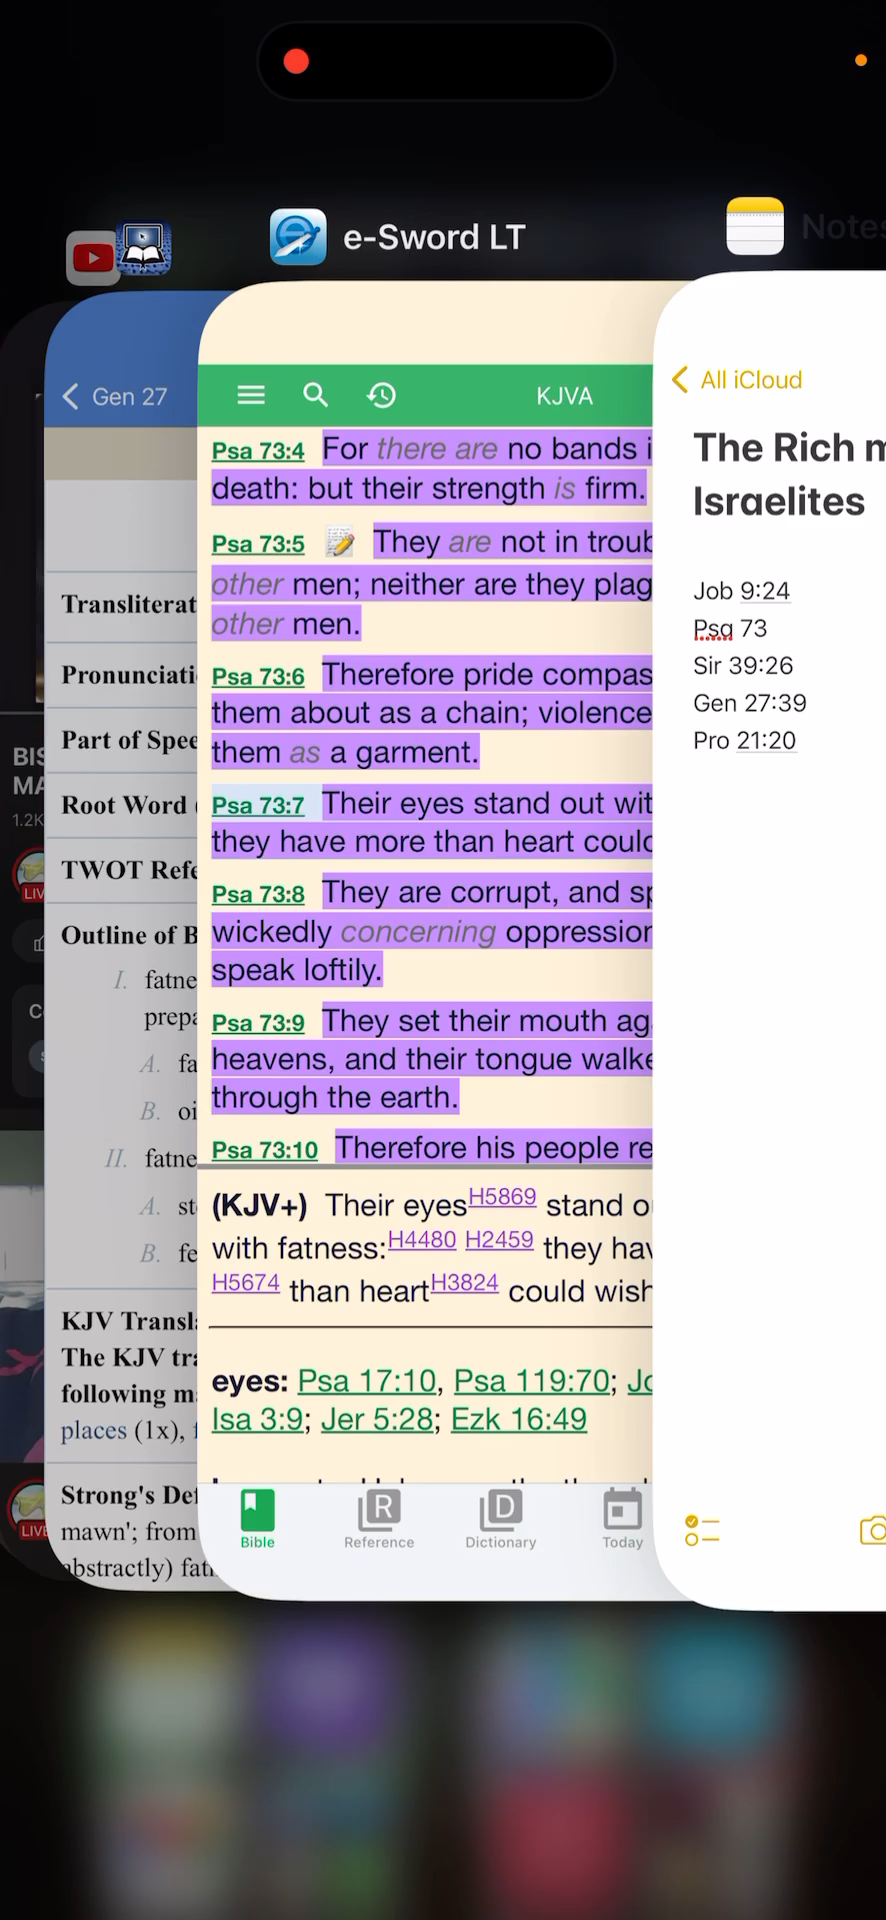 e-Sword LT
Notes
Gen 27
Transliterat
Pronunciati
Part of Spee
Root Word
TWOT Refe
Outline of B
I. fatne
prepa
A. fa
B. oi
II. fatne
A. st
B. fe
KJV Transla
The KJV tra
following m
places (1x),
Strong's Def
mawn'; from
abstractly) fatn
BIS
MA
1.2K
LIV
LIVE
KJVA
Psa 73:4 For there are no bands i
death: but their strength is firm.
Psa 73:5 They are not in troub
other men; neither are they plag
other men.
Psa 73:6 Therefore pride compas
them about as a chain; violence
them as a garment.
Psa 73:7 Their eyes stand out wit
they have more than heart could
Psa 73:8 They are corrupt, and sp
wickedly concerning oppression
speak loftily.
Psa 73:9 They set their mouth aga
heavens, and their tongue walke
through the earth.
Psa 73:10 Therefore his people re
(KJV+) Their eyesH5869 stand o
with fatness:H4480 H2459 they hav
H5674 than heartH3824 could wish
eyes: Psa 17:10, Psa 119:70; Jo
Isa 3:9; Jer 5:28; Ezk 16:49
Bible
Reference
Dictionary
Today
All iCloud
The Rich m
Israelites
Job 9:24
Psa 73
Sir 39:26
Gen 27:39
Pro 21:20